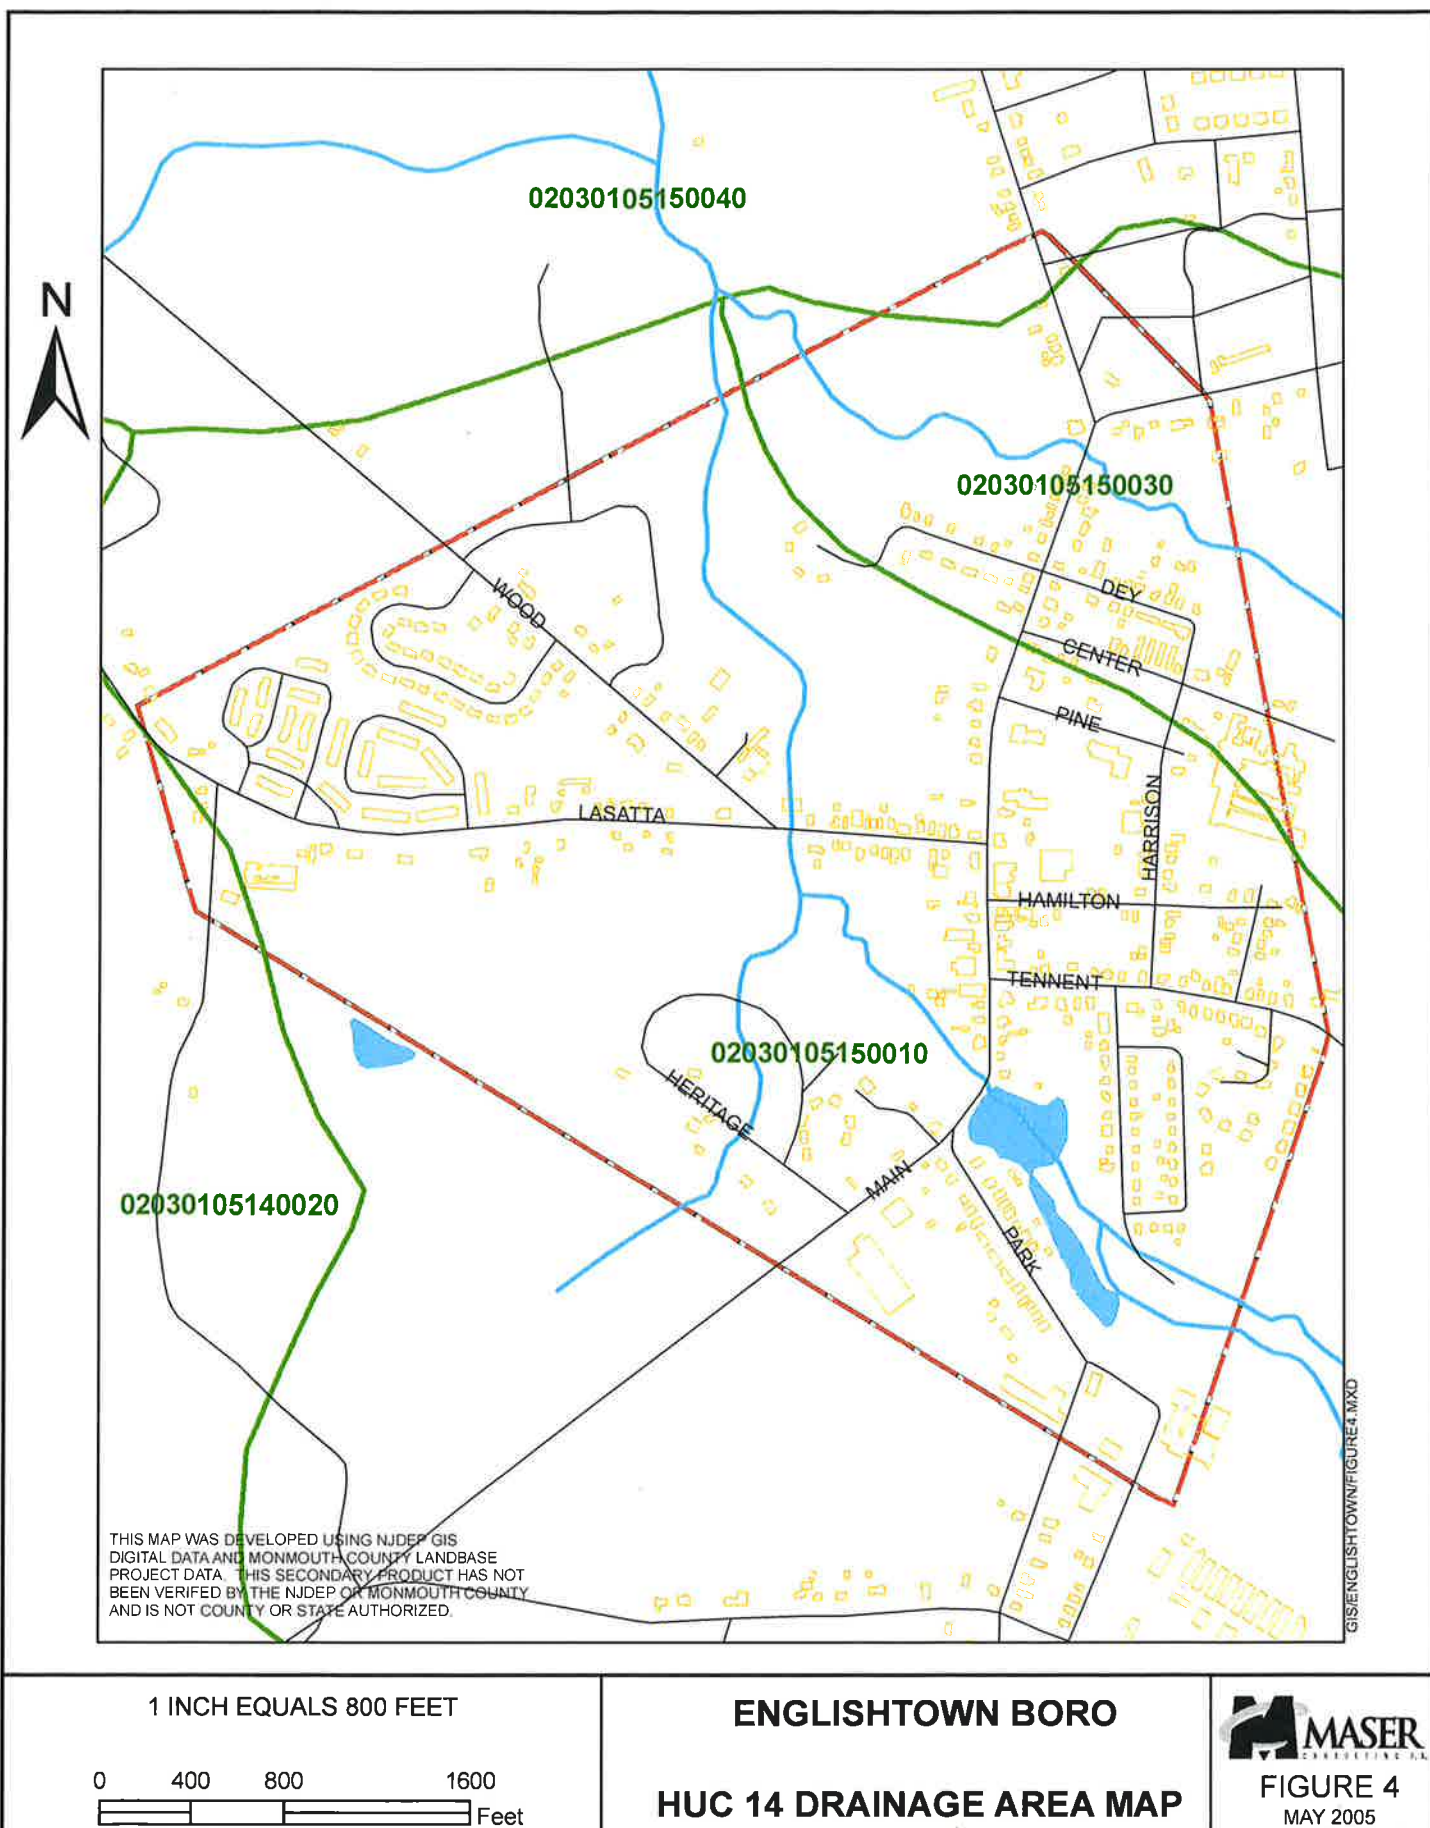 02030105150040
N
02030105150030
WOOD
DEY
CENTER
PINE
LASATTA
HARRISON
HAMILTON
TENNENT
02030105150010
HERITAGE
MAIN
02030105140020
PARK
THIS MAP WAS DEVELOPED USING NJDEP GIS
DIGITAL DATA AND MONMOUTH COUNTY LANDBASE
PROJECT DATA. THIS SECONDARY PRODUCT HAS NOT
BEEN VERIFED BY THE NJDEP OR MONMOUTH COUNTY
AND IS NOT COUNTY OR STATE AUTHORIZED.
GIS/ENGLISHTOWN/FIGURE4.MXD
1 INCH EQUALS 800 FEET
0 400 800 1600
Feet
ENGLISHTOWN BORO
HUC 14 DRAINAGE AREA MAP
MASER
CONSULTING P.A.
FIGURE 4
MAY 2005